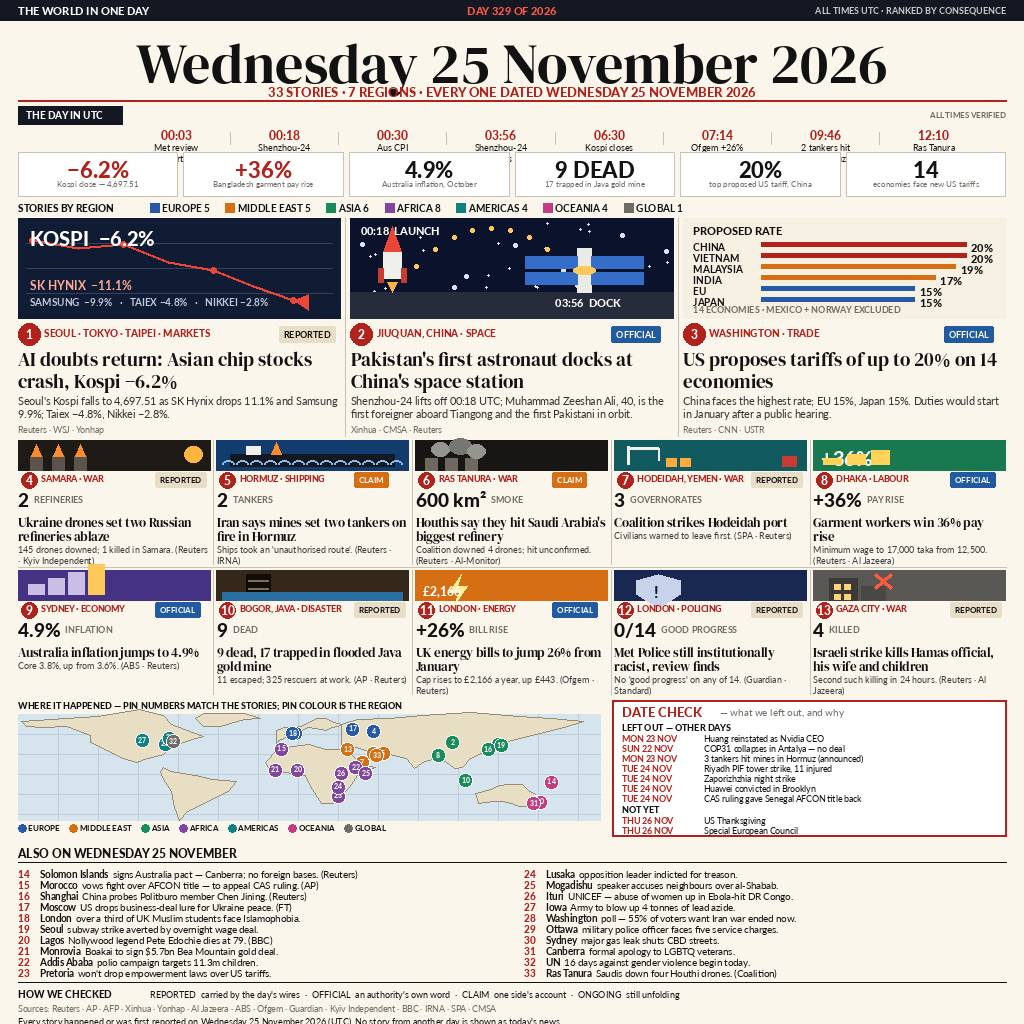 THE WORLD IN ONE DAY
DAY 329 OF 2026
ALL TIMES UTC · RANKED BY CONSEQUENCE
Wednesday 25 November 2026
33 STORIES · 7 REGIONS · EVERY ONE DATED WEDNESDAY 25 NOVEMBER 2026
THE DAY IN UTC
ALL TIMES VERIFIED
00:03
Met review
00:18
Shenzhou-24
00:30
Aus CPI
03:56
Shenzhou-24
06:30
Kospi closes
07:14
Ofgem +26%
09:46
2 tankers hit
12:10
Ras Tanura
−6.2%
Kospi close — 4,697.51
+36%
Bangladesh garment pay rise
4.9%
Australia inflation, October
9 DEAD
17 trapped in Java gold mine
20%
top proposed US tariff, China
14
economies face new US tariffs
STORIES BY REGION
EUROPE 5
MIDDLE EAST 5
ASIA 6
AFRICA 8
AMERICAS 4
OCEANIA 4
GLOBAL 1
KOSPI −6.2%
SK HYNIX −11.1%
SAMSUNG −9.9% · TAIEX −4.8% · NIKKEI −2.8%
00:18 LAUNCH
03:56 DOCK
PROPOSED RATE
CHINA 20%
VIETNAM 20%
MALAYSIA 19%
INDIA 17%
EU 15%
JAPAN 15%
14 ECONOMIES · MEXICO + NORWAY EXCLUDED
1 SEOUL · TOKYO · TAIPEI · MARKETS
REPORTED
AI doubts return: Asian chip stocks
crash, Kospi −6.2%
Seoul's Kospi falls to 4,697.51 as SK Hynix drops 11.1% and Samsung
9.9%; Taiex −4.8%, Nikkei −2.8%.
Reuters · WSJ · Yonhap
2 JIUQUAN, CHINA · SPACE
OFFICIAL
Pakistan's first astronaut docks at
China's space station
Shenzhou-24 lifts off 00:18 UTC; Muhammad Zeeshan Ali, 40, is the
first foreigner aboard Tiangong and the first Pakistani in orbit.
Xinhua · CMSA · Reuters
3 WASHINGTON · TRADE
OFFICIAL
US proposes tariffs of up to 20% on 14
economies
China faces the highest rate; EU 15%, Japan 15%. Duties would start
in January after a public hearing.
Reuters · CNN · USTR
4 SAMARA · WAR
REPORTED
2 REFINERIES
Ukraine drones set two Russian
refineries ablaze
145 drones downed; 1 killed in Samara. (Reuters
· Kyiv Independent)
5 HORMUZ · SHIPPING
CLAIM
2 TANKERS
Iran says mines set two tankers on
fire in Hormuz
Ships took an 'unauthorised route'. (Reuters ·
IRNA)
6 RAS TANURA · WAR
CLAIM
600 km² SMOKE
Houthis say they hit Saudi Arabia's
biggest refinery
Coalition downed 4 drones; hit unconfirmed.
(Reuters · Al-Monitor)
7 HODEIDAH, YEMEN · WAR
REPORTED
3 GOVERNORATES
Coalition strikes Hodeidah port
Civilians warned to leave first. (SPA · Reuters)
+36%
8 DHAKA · LABOUR
OFFICIAL
+36% PAY RISE
Garment workers win 36% pay
rise
Minimum wage to 17,000 taka from 12,500.
(Reuters · Al Jazeera)
9 SYDNEY · ECONOMY
OFFICIAL
4.9% INFLATION
Australia inflation jumps to 4.9%
Core 3.8%, up from 3.6%. (ABS · Reuters)
10 BOGOR, JAVA · DISASTER
REPORTED
9 DEAD
9 dead, 17 trapped in flooded Java
gold mine
11 escaped; 325 rescuers at work. (AP · Reuters)
£2,166
11 LONDON · ENERGY
OFFICIAL
+26% BILL RISE
UK energy bills to jump 26% from
January
Cap rises to £2,166 a year, up £443. (Ofgem ·
Reuters)
!
12 LONDON · POLICING
REPORTED
0/14 GOOD PROGRESS
Met Police still institutionally
racist, review finds
No 'good progress' on any of 14. (Guardian ·
Standard)
13 GAZA CITY · WAR
REPORTED
4 KILLED
Israeli strike kills Hamas official,
his wife and children
Second such killing in 24 hours. (Reuters · Al
Jazeera)
WHERE IT HAPPENED — PIN NUMBERS MATCH THE STORIES; PIN COLOUR IS THE REGION
27
32
18
17
4
15
13
33
2
16
19
8
21
20
22
25
26
24
10
14
31
EUROPE
MIDDLE EAST
ASIA
AFRICA
AMERICAS
OCEANIA
GLOBAL
DATE CHECK — what we left out, and why
LEFT OUT — OTHER DAYS
MON 23 NOV Huang reinstated as Nvidia CEO
SUN 22 NOV COP31 collapses in Antalya — no deal
MON 23 NOV 3 tankers hit mines in Hormuz (announced)
TUE 24 NOV Riyadh PIF tower strike, 11 injured
TUE 24 NOV Zaporizhzhia night strike
TUE 24 NOV Huawei convicted in Brooklyn
TUE 24 NOV CAS ruling gave Senegal AFCON title back
NOT YET
THU 26 NOV US Thanksgiving
THU 26 NOV Special European Council
ALSO ON WEDNESDAY 25 NOVEMBER
14 Solomon Islands signs Australia pact — Canberra; no foreign bases. (Reuters)
15 Morocco vows fight over AFCON title — to appeal CAS ruling. (AP)
16 Shanghai China probes Politburo member Chen Jining. (Reuters)
17 Moscow US drops business-deal lure for Ukraine peace. (FT)
18 London over a third of UK Muslim students face Islamophobia.
19 Seoul subway strike averted by overnight wage deal.
20 Lagos Nollywood legend Pete Edochie dies at 79. (BBC)
21 Monrovia Boakai to sign $5.7bn Bea Mountain gold deal.
22 Addis Ababa polio campaign targets 11.3m children.
23 Pretoria won't drop empowerment laws over US tariffs.
24 Lusaka opposition leader indicted for treason.
25 Mogadishu speaker accuses neighbours over al-Shabab.
26 Ituri UNICEF — abuse of women up in Ebola-hit DR Congo.
27 Iowa Army to blow up 4 tonnes of lead azide.
28 Washington poll — 55% of voters want Iran war ended now.
29 Ottawa military police officer faces five service charges.
30 Sydney major gas leak shuts CBD streets.
31 Canberra formal apology to LGBTQ veterans.
32 UN 16 days against gender violence begin today.
33 Ras Tanura Saudis down four Houthi drones. (Coalition)
HOW WE CHECKED
REPORTED carried by the day's wires · OFFICIAL an authority's own word · CLAIM one side's account · ONGOING still unfolding
Sources: Reuters · AP · AFP · Xinhua · Yonhap · Al Jazeera · ABS · Ofgem · Guardian · Kyiv Independent · BBC · IRNA · SPA · CMSA
Every story happened or was first reported on Wednesday 25 November 2026 (UTC). No story from another day is shown as today's news.